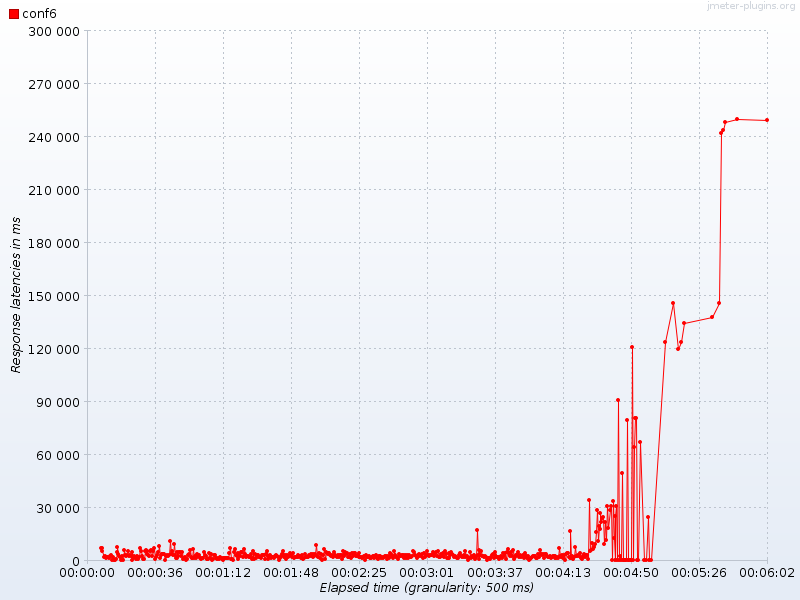 jmeter-plugins.org
conf6
300 000
270 000
240 000
210 000
180 000
150 000
120 000
90 000
60 000
30 000
0
Response latencies in ms
00:00:00 00:00:36 00:01:12 00:01:48 00:02:25 00:03:01 00:03:37 00:04:13 00:04:50 00:05:26 00:06:02
Elapsed time (granularity: 500 ms)